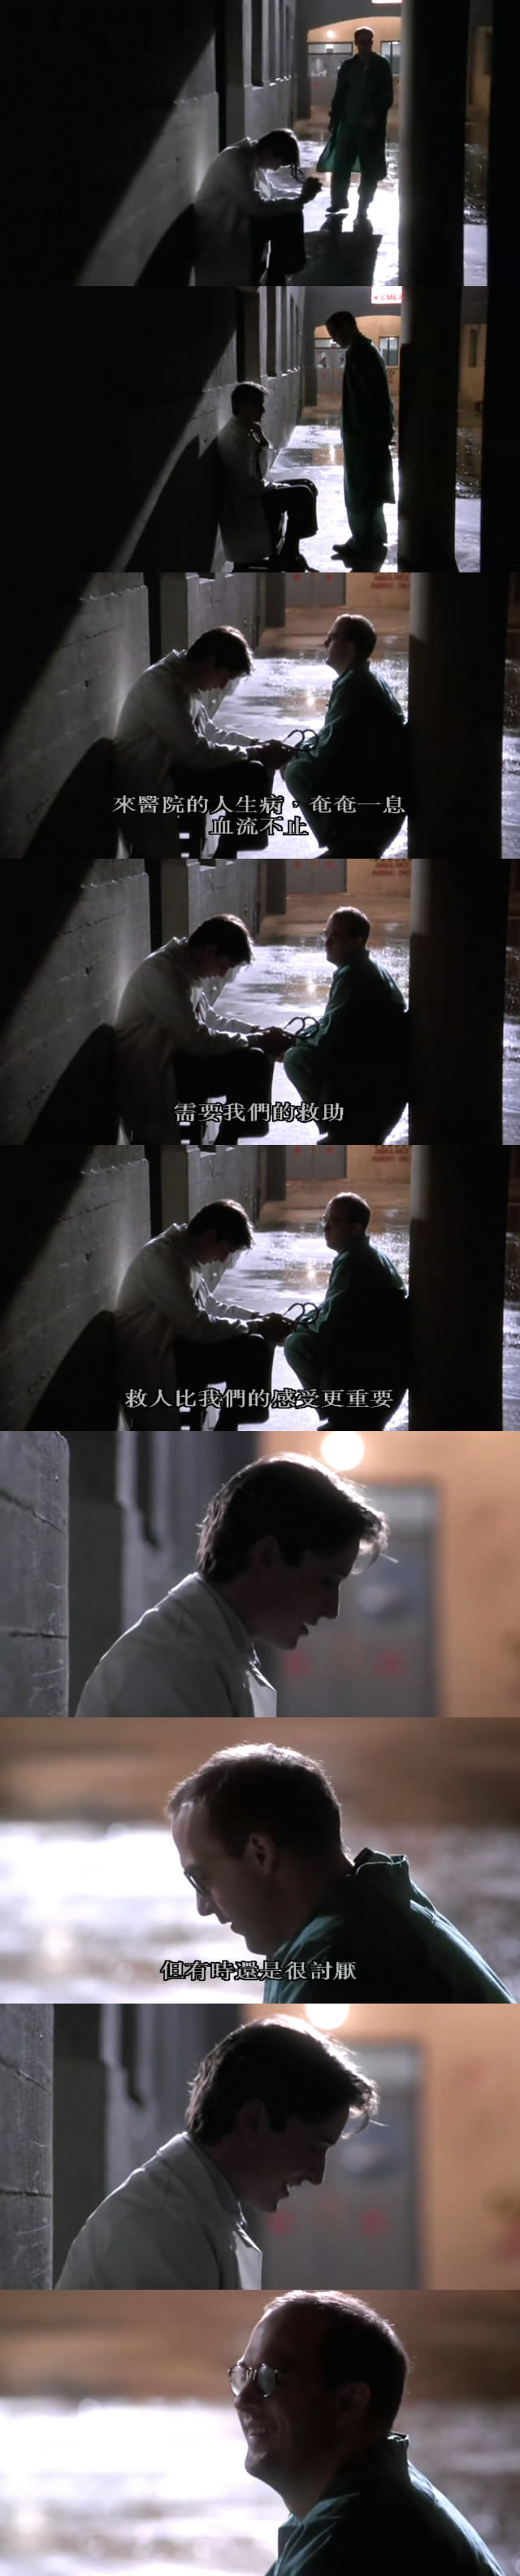 來醫院的人生病，奄奄一息
血流不止
需要我們的救助
救人比我們的感受更重要
但有時還是很討厭